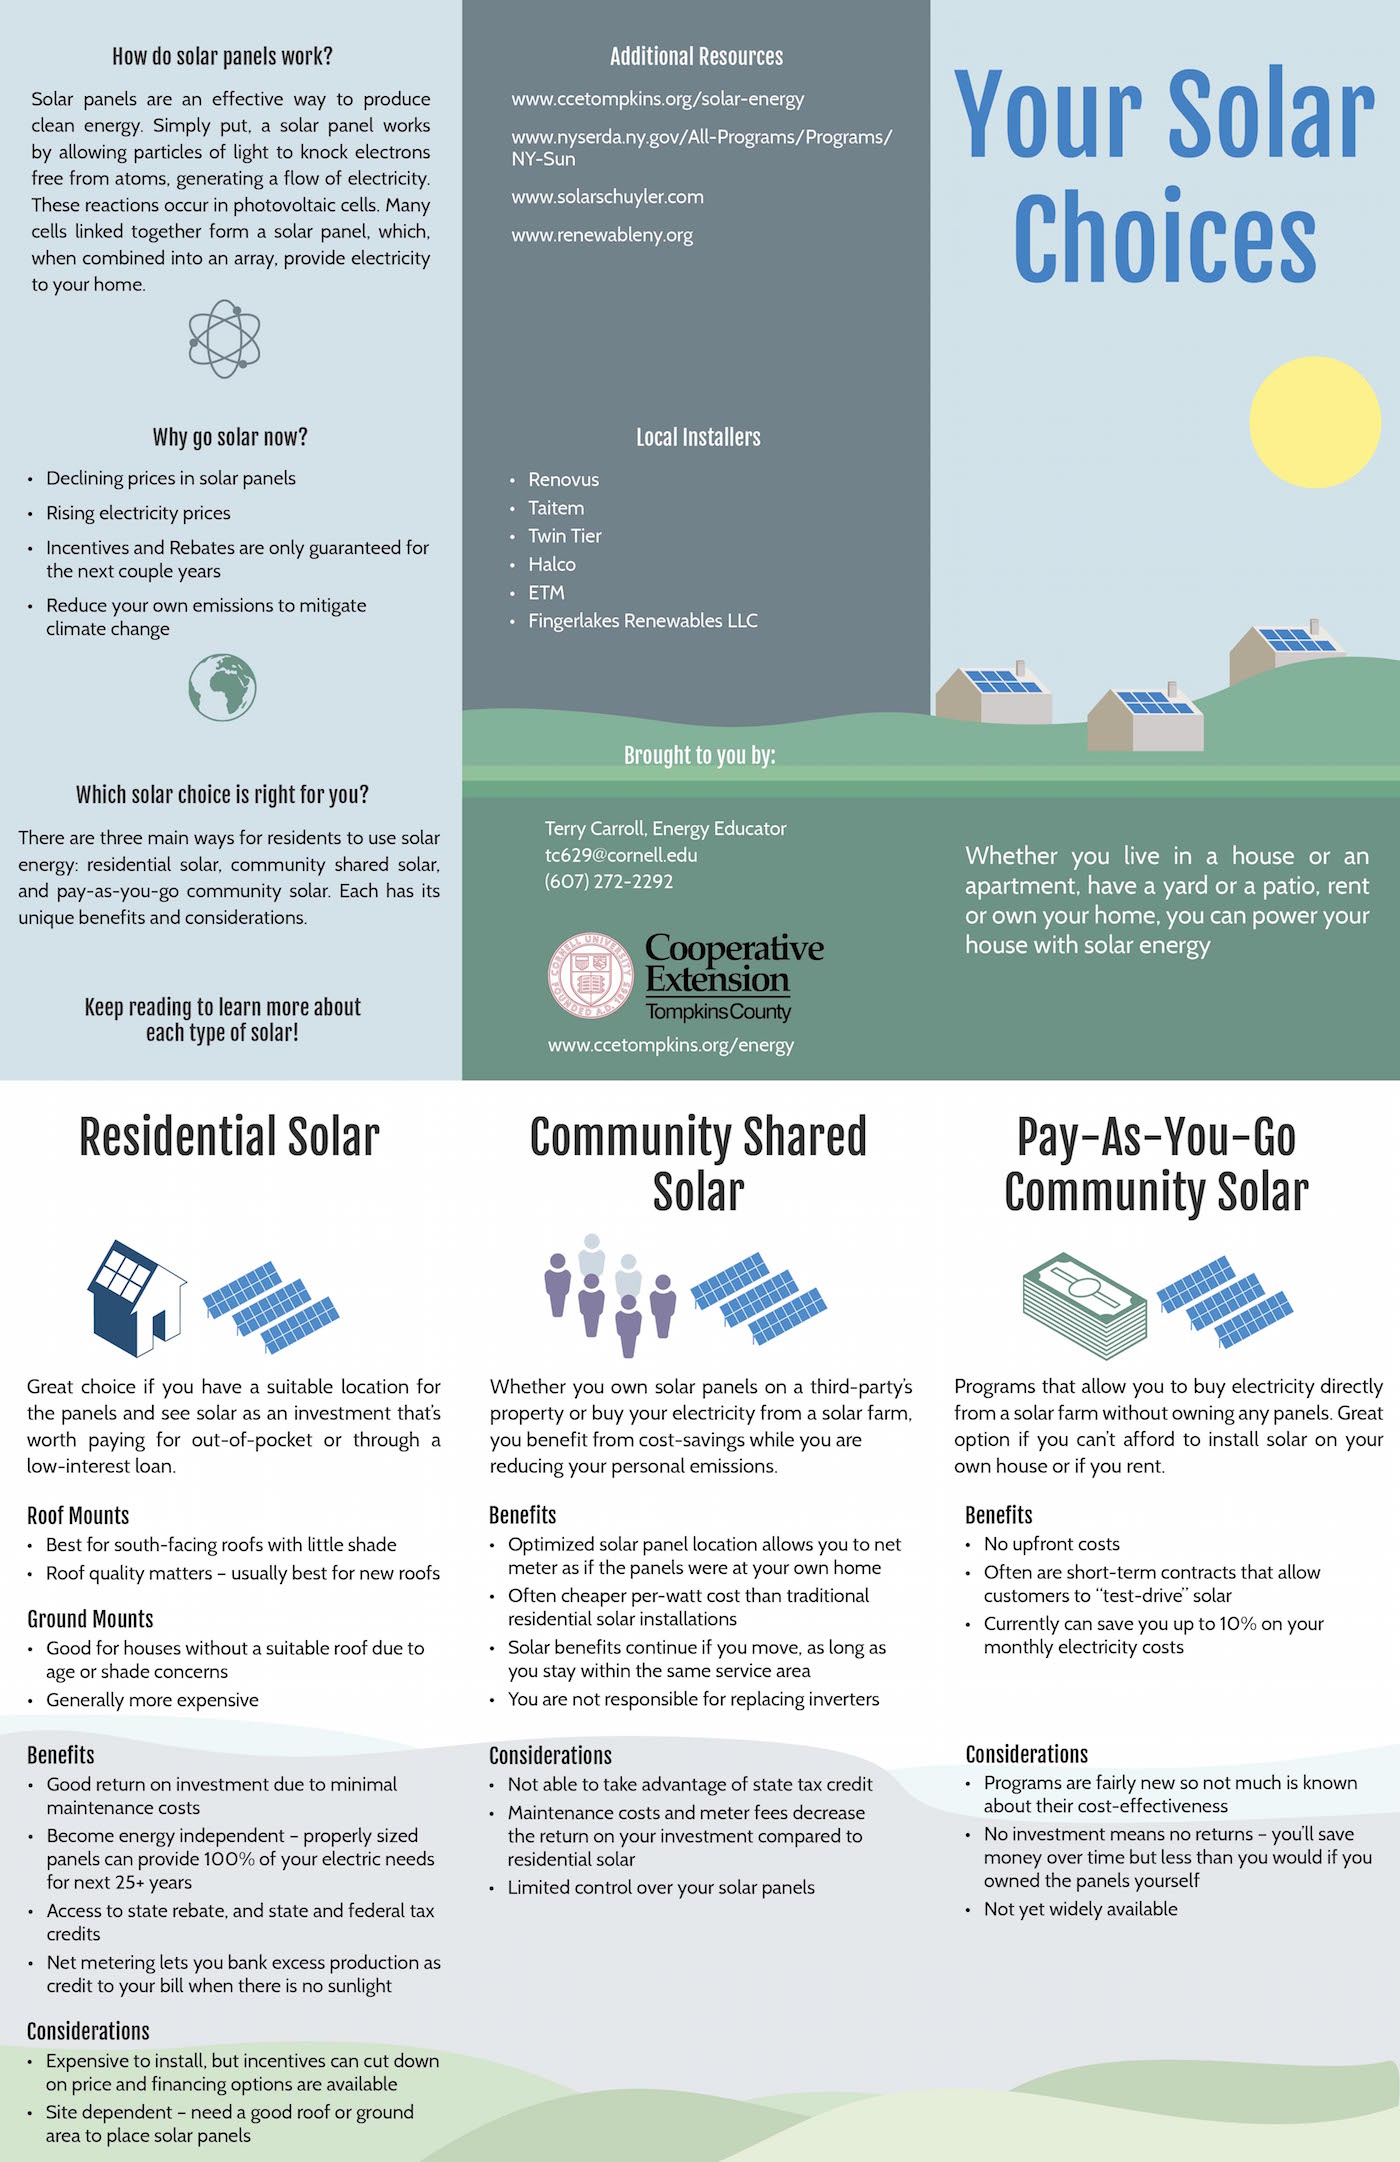 How do solar panels work?
Solar panels are an effective way to produce
clean energy. Simply put, a solar panel works
by allowing particles of light to knock electrons
free from atoms, generating a flow of electricity.
These reactions occur in photovoltaic cells. Many
cells linked together form a solar panel, which,
when combined into an array, provide electricity
to your home.
Why go solar now?
• Declining prices in solar panels
• Rising electricity prices
• Incentives and Rebates are only guaranteed for
the next couple years
• Reduce your own emissions to mitigate
climate change
Which solar choice is right for you?
There are three main ways for residents to use solar
energy: residential solar, community shared solar,
and pay-as-you-go community solar. Each has its
unique benefits and considerations.
Keep reading to learn more about
each type of solar!
Additional Resources
www.ccetompkins.org/solar-energy
www.nyserda.ny.gov/All-Programs/Programs/
NY-Sun
www.solarschuyler.com
www.renewableny.org
Local Installers
• Renovus
• Taitem
• Twin Tier
• Halco
• ETM
• Fingerlakes Renewables LLC
Brought to you by:
Terry Carroll, Energy Educator
tc629@cornell.edu
(607) 272-2292
CORNELL UNIVERSITY
FOUNDED A.D. 1865
Cooperative
Extension
Tompkins County
www.ccetompkins.org/energy
Your Solar
Choices
Whether you live in a house or an
apartment, have a yard or a patio, rent
or own your home, you can power your
house with solar energy
Residential Solar
Great choice if you have a suitable location for
the panels and see solar as an investment that's
worth paying for out-of-pocket or through a
low-interest loan.
Roof Mounts
• Best for south-facing roofs with little shade
• Roof quality matters – usually best for new roofs
Ground Mounts
• Good for houses without a suitable roof due to
age or shade concerns
• Generally more expensive
Benefits
• Good return on investment due to minimal
maintenance costs
• Become energy independent – properly sized
panels can provide 100% of your electric needs
for next 25+ years
• Access to state rebate, and state and federal tax
credits
• Net metering lets you bank excess production as
credit to your bill when there is no sunlight
Considerations
• Expensive to install, but incentives can cut down
on price and financing options are available
• Site dependent – need a good roof or ground
area to place solar panels
Community Shared
Solar
Whether you own solar panels on a third-party's
property or buy your electricity from a solar farm,
you benefit from cost-savings while you are
reducing your personal emissions.
Benefits
• Optimized solar panel location allows you to net
meter as if the panels were at your own home
• Often cheaper per-watt cost than traditional
residential solar installations
• Solar benefits continue if you move, as long as
you stay within the same service area
• You are not responsible for replacing inverters
Considerations
• Not able to take advantage of state tax credit
• Maintenance costs and meter fees decrease
the return on your investment compared to
residential solar
• Limited control over your solar panels
Pay-As-You-Go
Community Solar
Programs that allow you to buy electricity directly
from a solar farm without owning any panels. Great
option if you can't afford to install solar on your
own house or if you rent.
Benefits
• No upfront costs
• Often are short-term contracts that allow
customers to “test-drive” solar
• Currently can save you up to 10% on your
monthly electricity costs
Considerations
• Programs are fairly new so not much is known
about their cost-effectiveness
• No investment means no returns – you'll save
money over time but less than you would if you
owned the panels yourself
• Not yet widely available